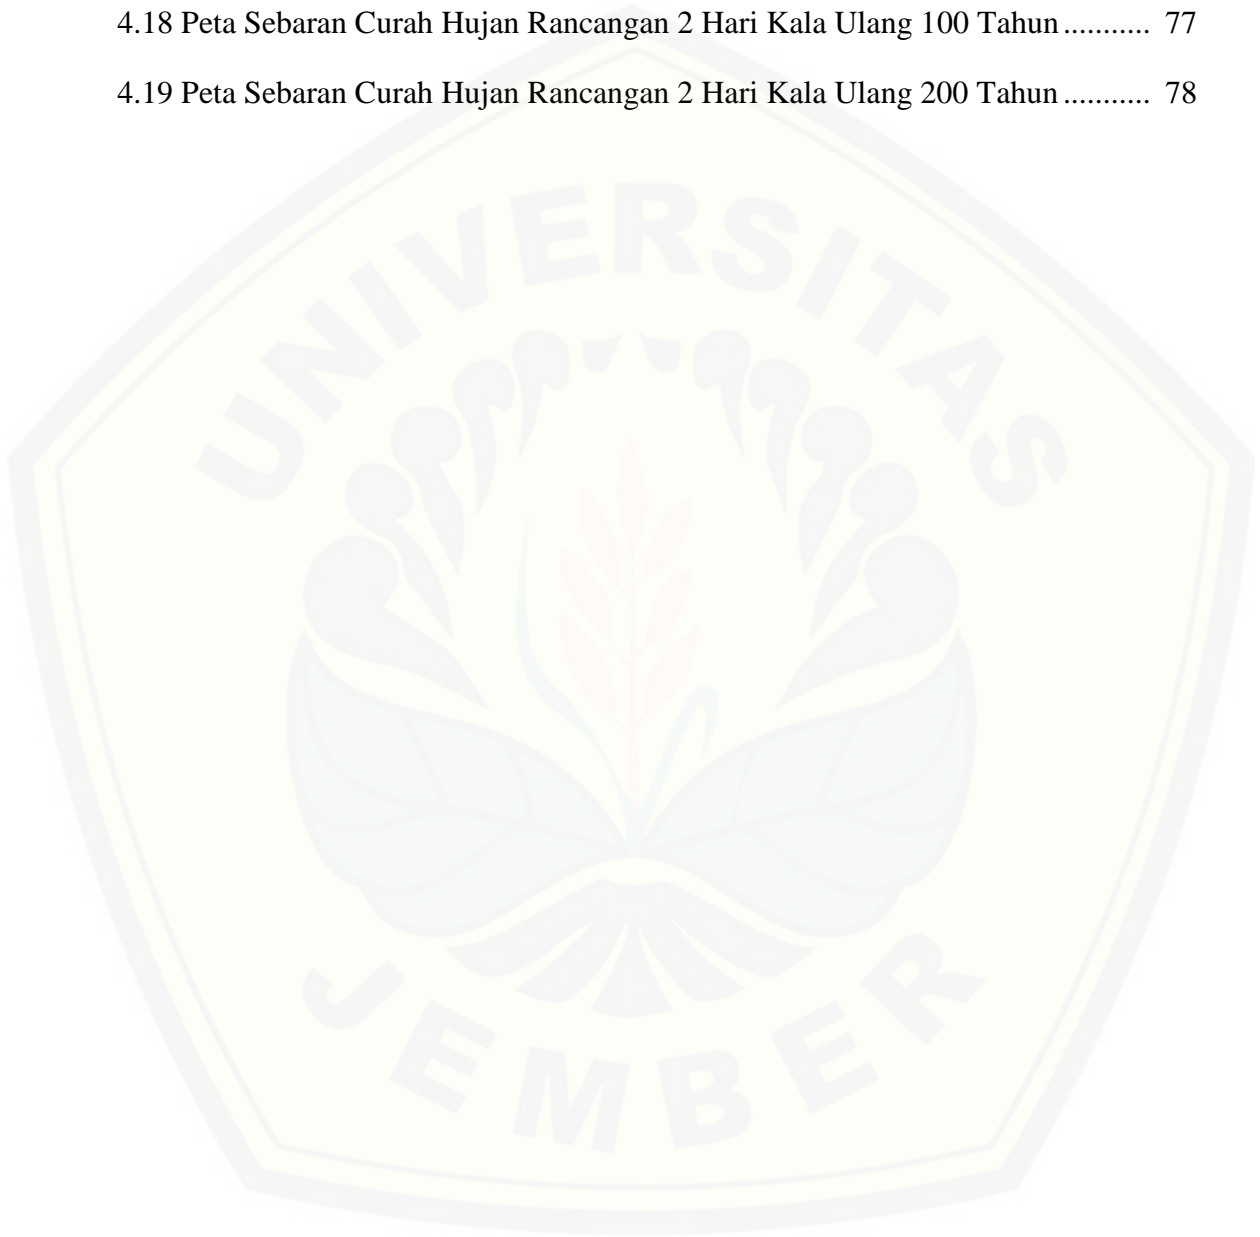 4.18 Peta Sebaran Curah Hujan Rancangan 2 Hari Kala Ulang 100 Tahun ........... 77
4.19 Peta Sebaran Curah Hujan Rancangan 2 Hari Kala Ulang 200 Tahun ........... 78
UNIVERSITAS
JEMBER